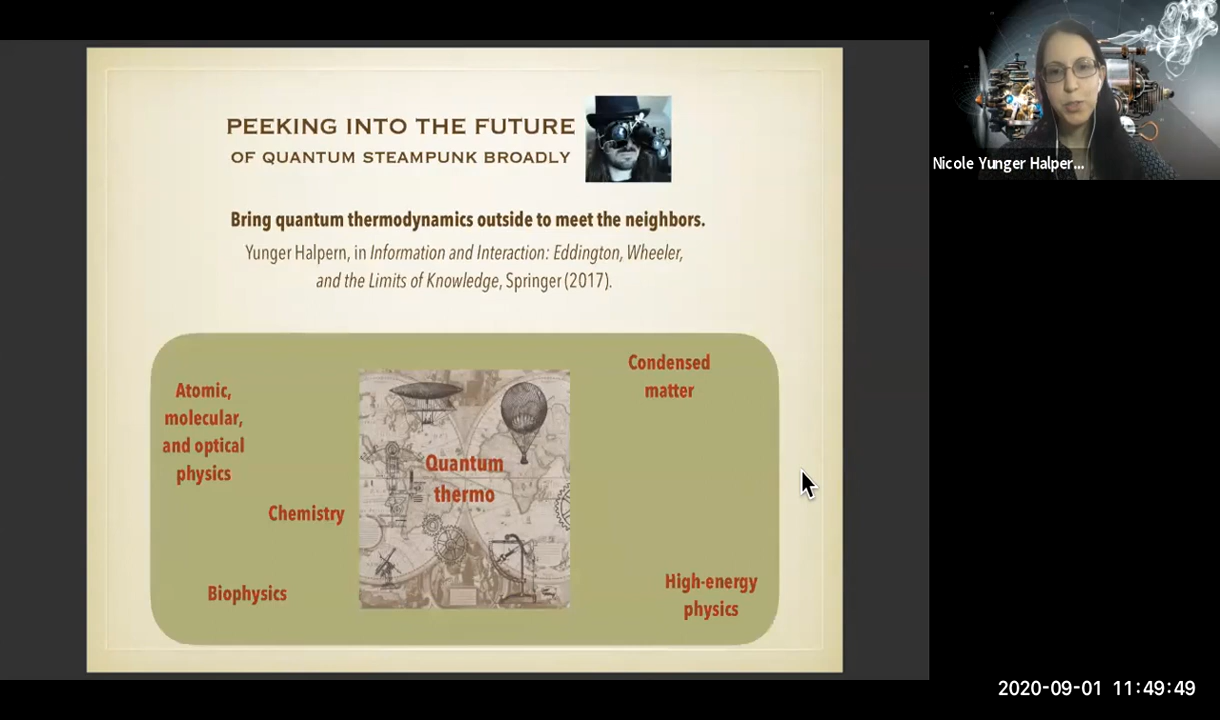 PEEKING INTO THE FUTURE
OF QUANTUM STEAMPUNK BROADLY
Bring quantum thermodynamics outside to meet the neighbors.
Yunger Halpern, in Information and Interaction: Eddington, Wheeler,
and the Limits of Knowledge, Springer (2017).
Atomic,
molecular,
and optical
physics
Chemistry
Biophysics
Quantum
thermo
Condensed
matter
High-energy
physics
Nicole Yunger Halper...
2020-09-01 11:49:49